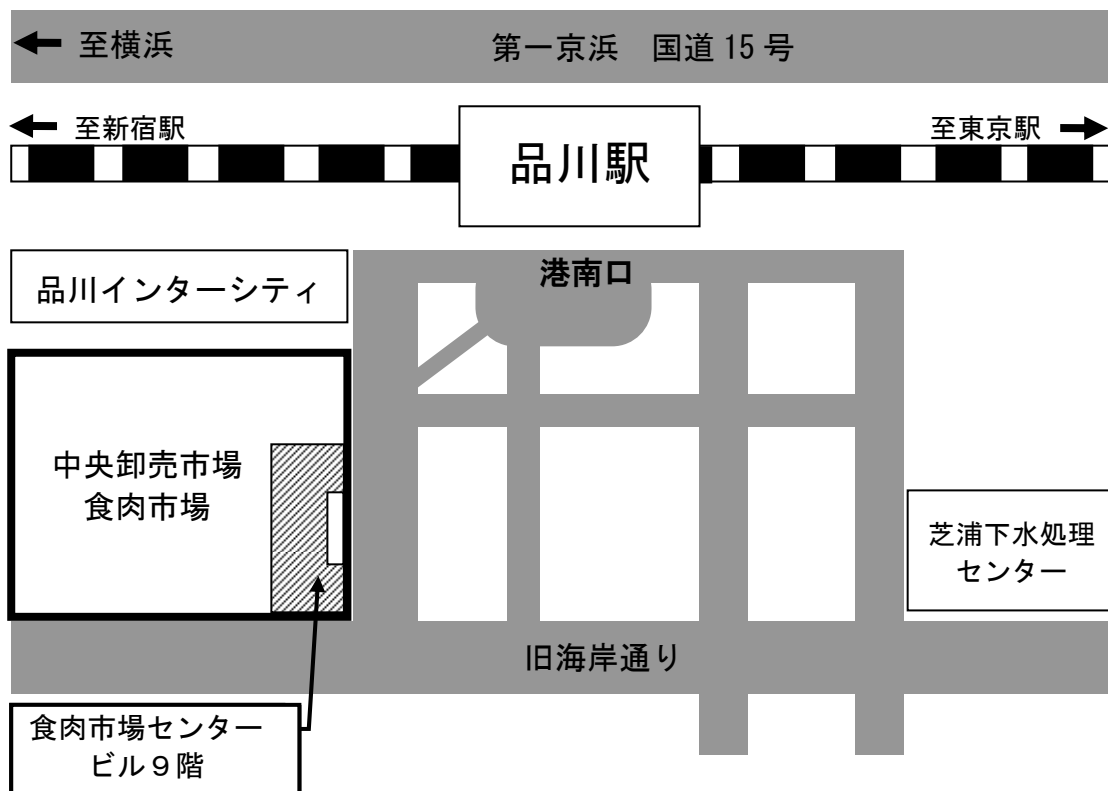 至横浜
第一京浜　国道 15 号
至新宿駅
至東京駅
品川駅
港南口
品川インターシティ
中央卸売市場
食肉市場
芝浦下水処理
センター
旧海岸通り
食肉市場センター
ビル９階